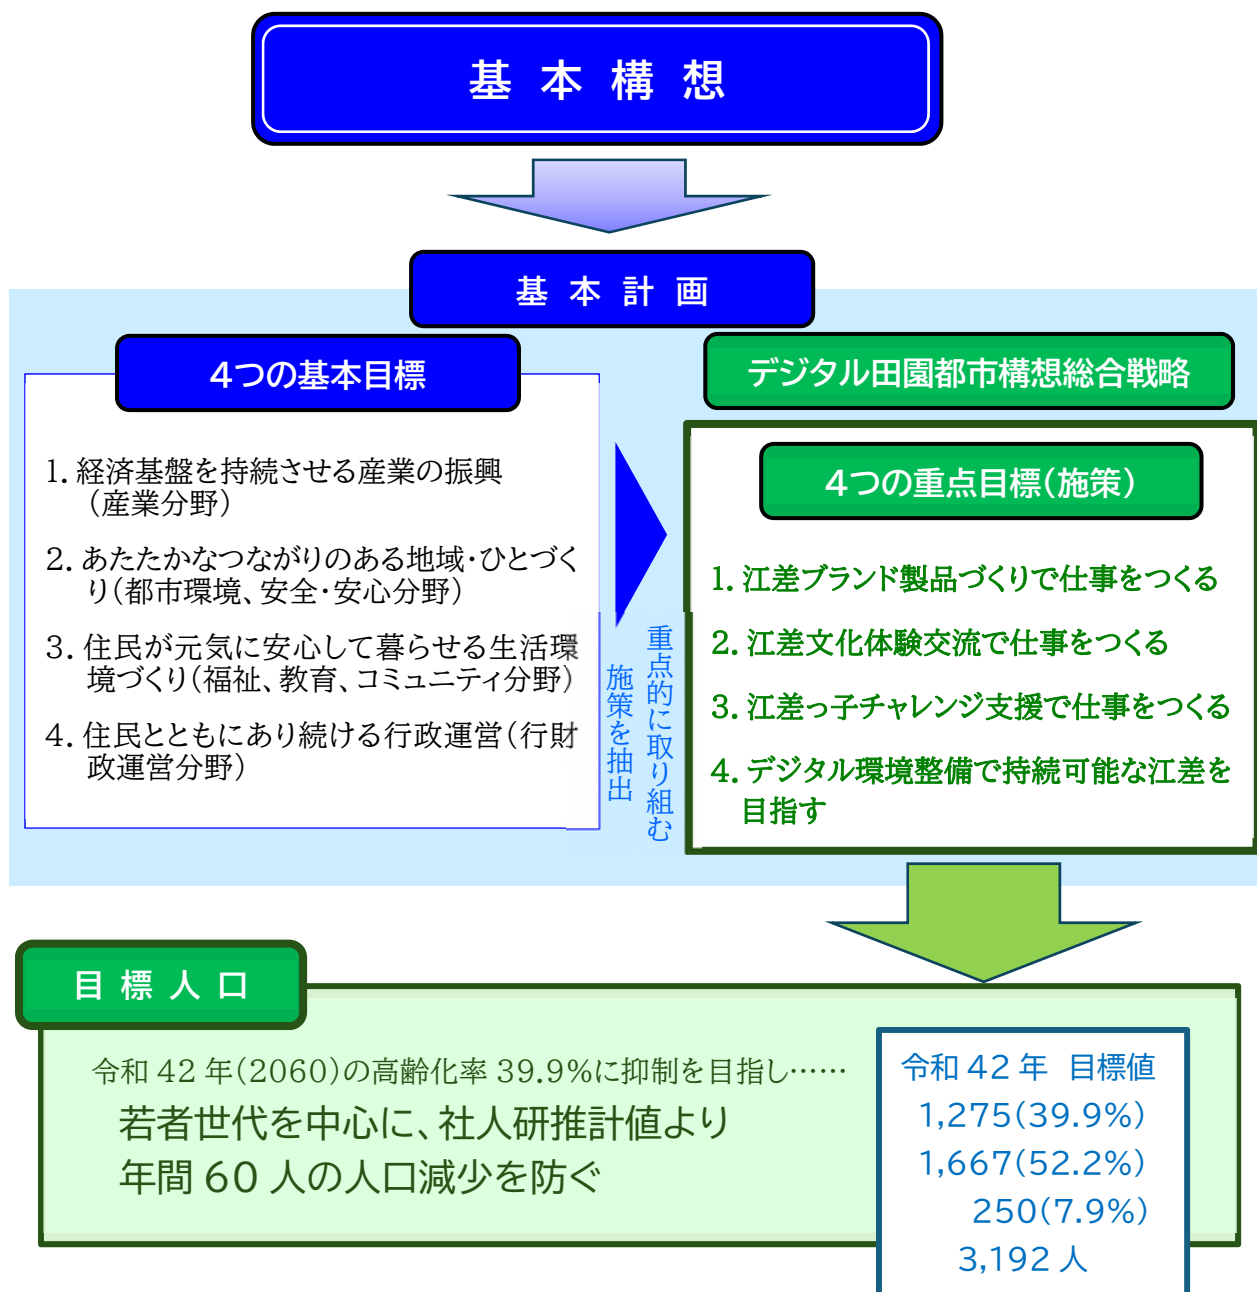 基本構想
基本計画
4つの基本目標
1. 経済基盤を持続させる産業の振興
(産業分野)
2. あたたかなつながりのある地域・ひとづく
り(都市環境、安全・安心分野)
3. 住民が元気に安心して暮らせる生活環
境づくり(福祉、教育、コミュニティ分野)
4. 住民とともにあり続ける行政運営(行財
政運営分野)
重点的に取り組む
施策を抽出
デジタル田園都市構想総合戦略
4つの重点目標(施策)
1. 江差ブランド製品づくりで仕事をつくる
2. 江差文化体験交流で仕事をつくる
3. 江差っ子チャレンジ支援で仕事をつくる
4. デジタル環境整備で持続可能な江差を
目指す
目標人口
令和 42 年(2060)の高齢化率 39.9%に抑制を目指し……
若者世代を中心に、社人研推計値より
年間 60 人の人口減少を防ぐ
令和 42 年 目標値
1,275(39.9%)
1,667(52.2%)
250(7.9%)
3,192 人